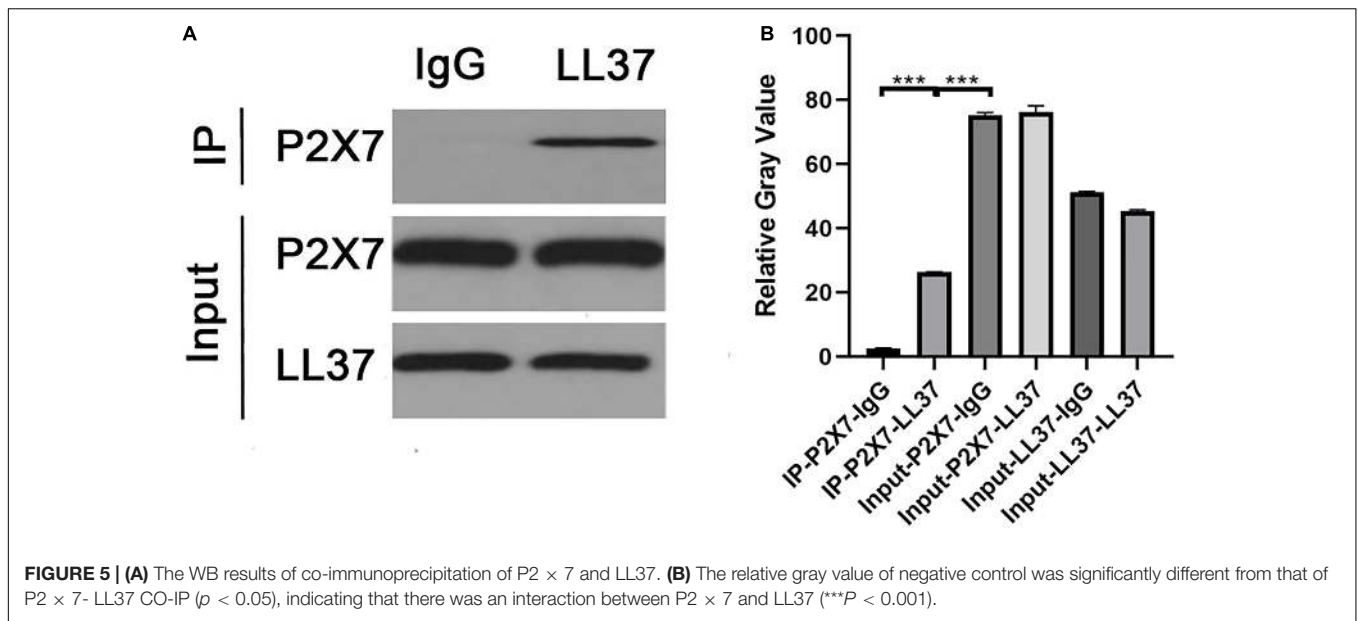 A
IgG LL37
IP
P2X7
Input
P2X7
LL37
B
Relative Gray Value
100
80
60
40
20
0
*** ***
IP-P2X7-IgG
IP-P2X7-LL37
Input-P2X7-IgG
Input-P2X7-LL37
Input-LL37-IgG
Input-LL37-LL37
FIGURE 5 | (A) The WB results of co-immunoprecipitation of P2 × 7 and LL37. (B) The relative gray value of negative control was significantly different from that of
P2 × 7- LL37 CO-IP (p < 0.05), indicating that there was an interaction between P2 × 7 and LL37 (***P < 0.001).